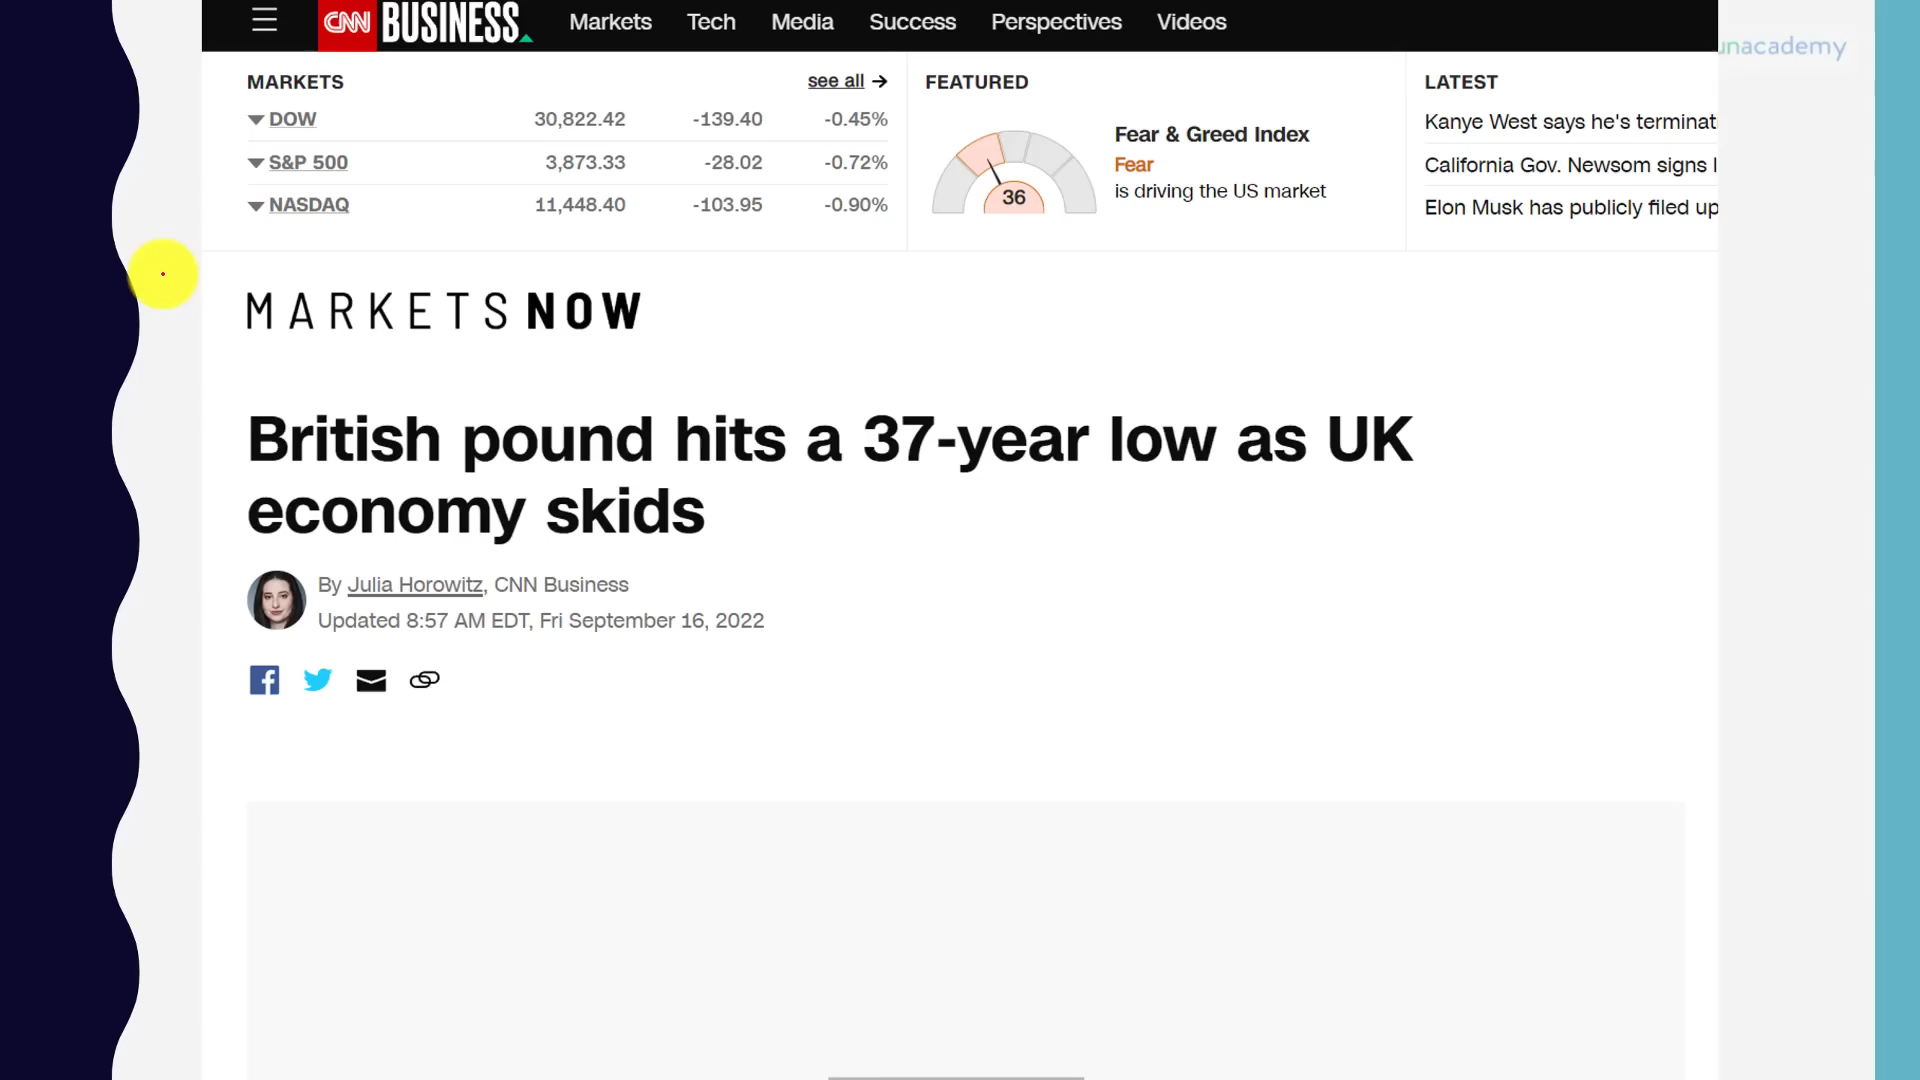 CNN BUSINESS Markets Tech Media Success Perspectives Videos
unacademy
MARKETS see all →
DOW 30,822.42 -139.40 -0.45%
S&P 500 3,873.33 -28.02 -0.72%
NASDAQ 11,448.40 -103.95 -0.90%
FEATURED
Fear & Greed Index
Fear
is driving the US market
36
LATEST
Kanye West says he's terminat
California Gov. Newsom signs
Elon Musk has publicly filed up
MARKETS NOW
British pound hits a 37-year low as UK
economy skids
By Julia Horowitz, CNN Business
Updated 8:57 AM EDT, Fri September 16, 2022